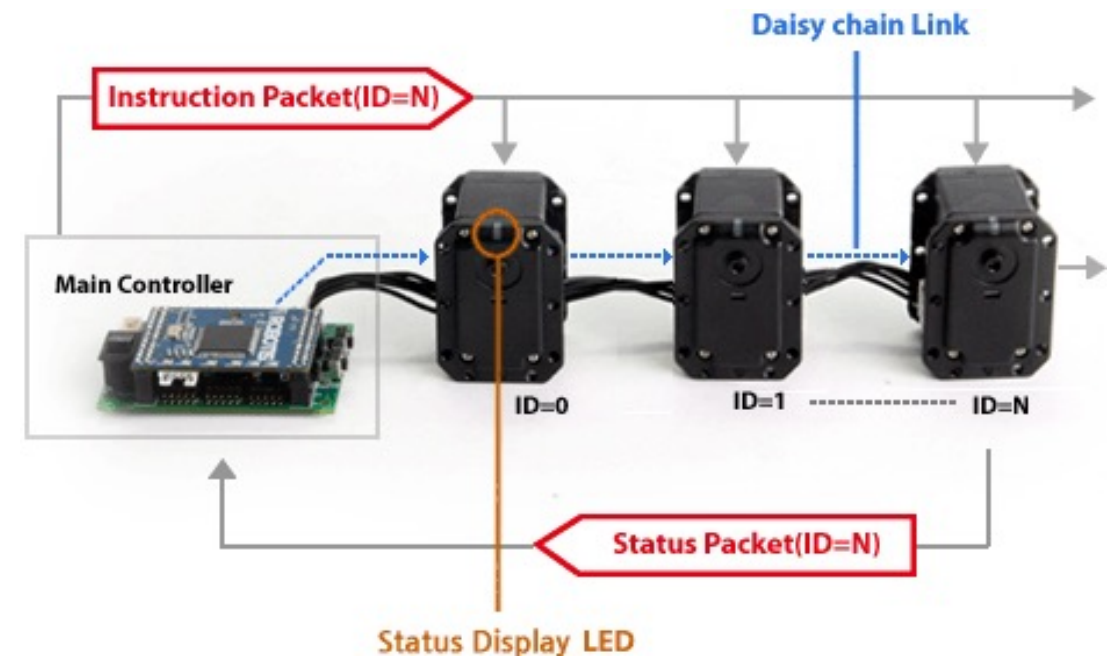 Daisy chain Link
Instruction Packet(ID=N)
Main Controller
ROBOTIS
ID=0
ID=1
ID=N
Status Packet(ID=N)
Status Display LED